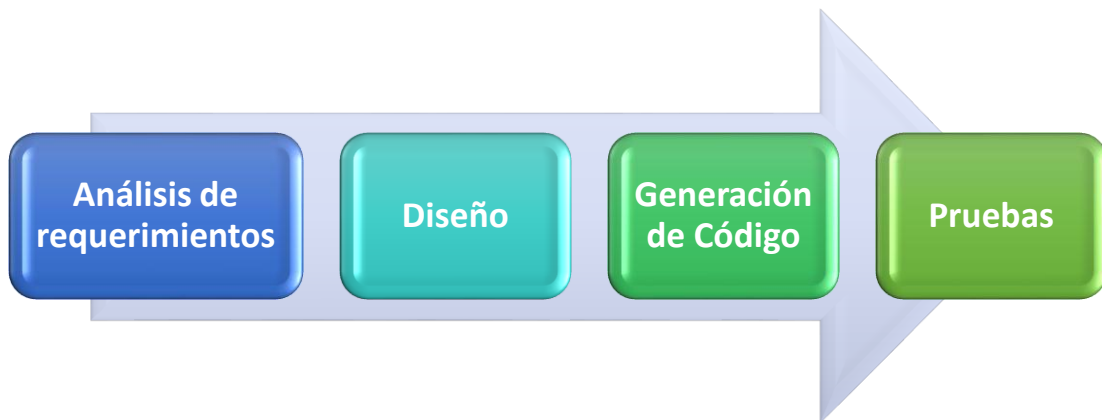 Análisis de
requerimientos
Diseño
Generación
de Código
Pruebas